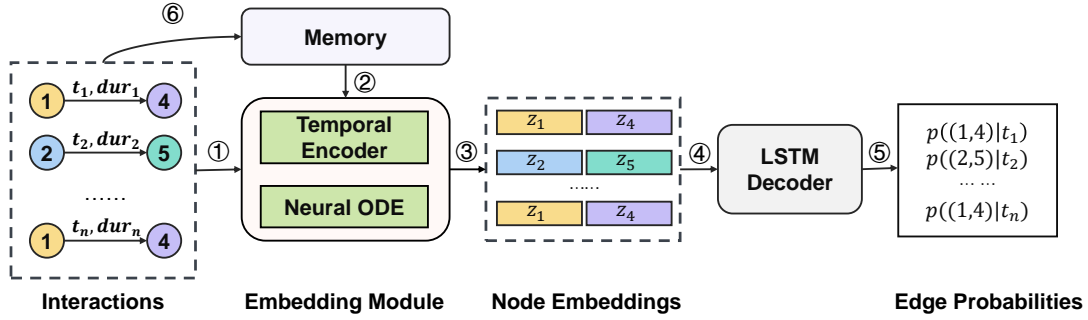 ⑥
Memory
②
t₁, dur₁
1
4
t₂, dur₂
2
5
......
tₙ, durₙ
1
4
①
Temporal
Encoder
Neural ODE
③
z₁ z₄
z₂ z₅
......
z₁ z₄
④
LSTM
Decoder
⑤
p((1,4)|t₁)
p((2,5)|t₂)
... ...
p((1,4)|tₙ)
Interactions
Embedding Module
Node Embeddings
Edge Probabilities